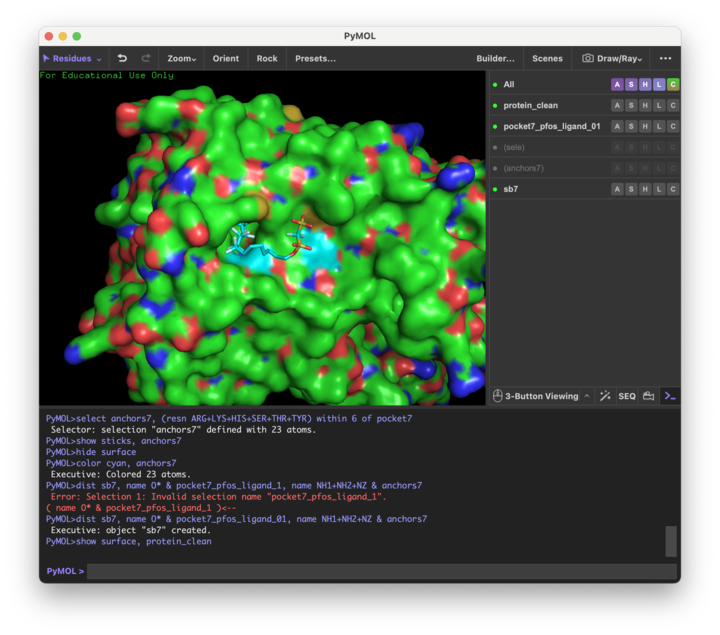 PyMOL
Residues Zoom Orient Rock Presets... Builder... Scenes Draw/Ray
For Educational Use Only
All A S H L C
protein_clean A S H L C
pocket7_pfos_ligand_01 A S H L C
(sele) A S H L C
(anchors7) A S H L C
sb7 A S H L C
3-Button Viewing SEQ
PyMOL>select anchors7, (resn ARG+LYS+HIS+SER+THR+TYR) within 6 of pocket7
Selector: selection "anchors7" defined with 23 atoms.
PyMOL>show sticks, anchors7
PyMOL>hide surface
PyMOL>color cyan, anchors7
Executive: Colored 23 atoms.
PyMOL>dist sb7, name O* & pocket7_pfos_ligand_1, name NH1+NH2+NZ & anchors7
Error: Selection 1: Invalid selection name "pocket7_pfos_ligand_1".
( name O* & pocket7_pfos_ligand_1 )<--
PyMOL>dist sb7, name O* & pocket7_pfos_ligand_01, name NH1+NH2+NZ & anchors7
Executive: object "sb7" created.
PyMOL>show surface, protein_clean
PyMOL >